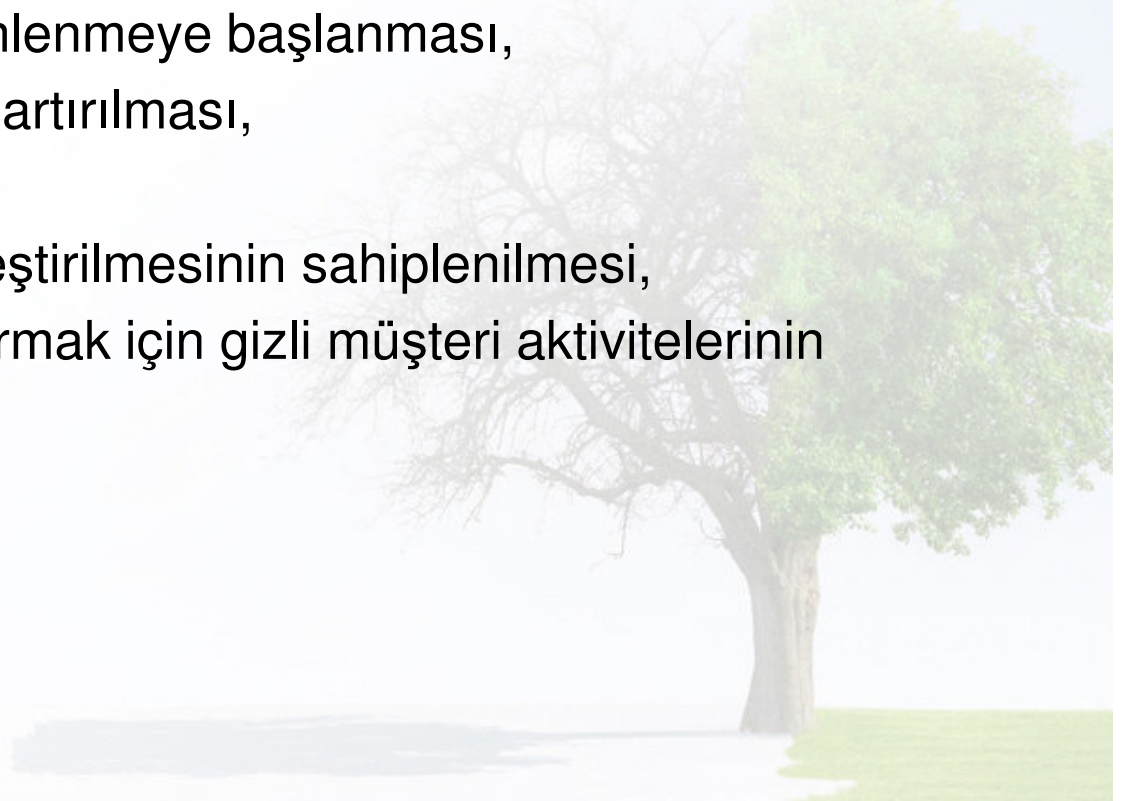 nlenmeye başlanması,
artırılması,
eştirilmesinin sahiplenilmesi,
rmak için gizli müşteri aktivitelerinin